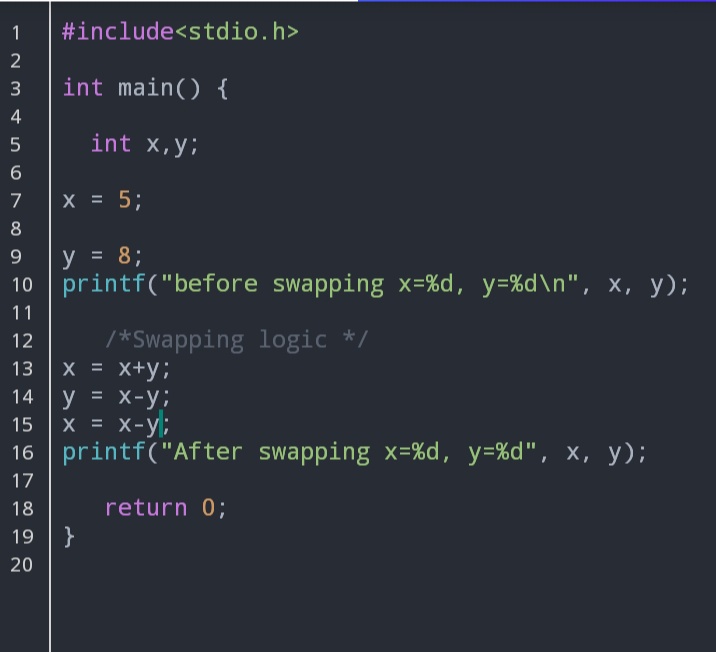 1 #include<stdio.h>
2
3 int main() {
4
5 int x,y;
6
7 x = 5;
8
9 y = 8;
10 printf("before swapping x=%d, y=%d\n", x, y);
11
12 /*Swapping logic */
13 x = x+y;
14 y = x-y;
15 x = x-y;
16 printf("After swapping x=%d, y=%d", x, y);
17
18 return 0;
19 }
20